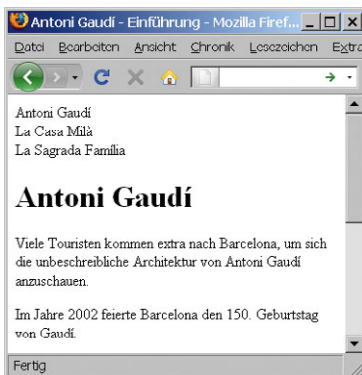 Antoni Gaudí - Einführung - Mozilla Firef...
Datei Bearbeiten Ansicht Chronik Lesezeichen Extra
Antoni Gaudí
La Casa Milà
La Sagrada Família
Antoni Gaudí
Viele Touristen kommen extra nach Barcelona, um sich
die unbeschreibliche Architektur von Antoni Gaudí
anzuschauen.
Im Jahre 2002 feierte Barcelona den 150. Geburtstag
von Gaudí.
Fertig